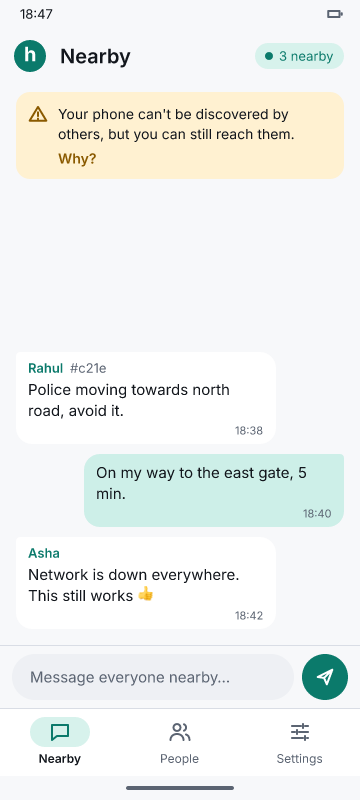 18:47
h Nearby
3 nearby
Your phone can't be discovered by
others, but you can still reach them.
Why?
Rahul #c21e
Police moving towards north
road, avoid it.
18:38
On my way to the east gate, 5
min.
18:40
Asha
Network is down everywhere.
This still works 👍
18:42
Message everyone nearby...
Nearby
People
Settings